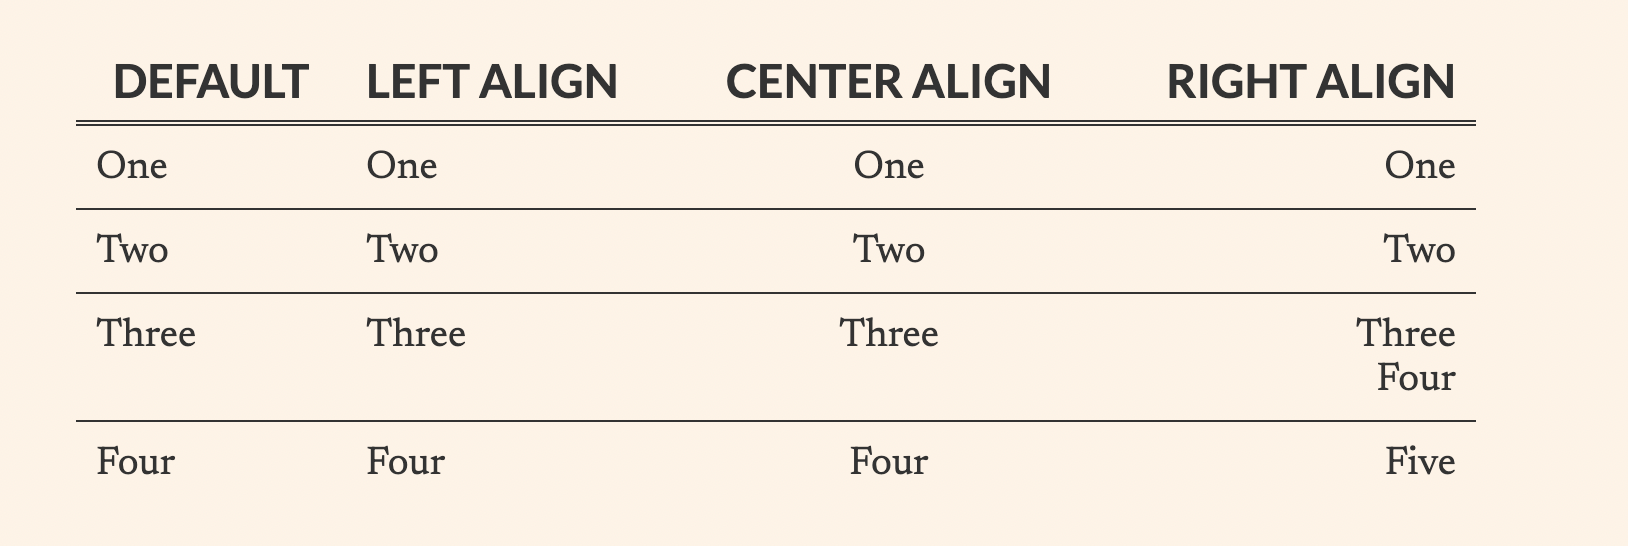 DEFAULT LEFT ALIGN CENTER ALIGN RIGHT ALIGN
One One One One
Two Two Two Two
Three Three Three Three
Four
Four Four Four Five